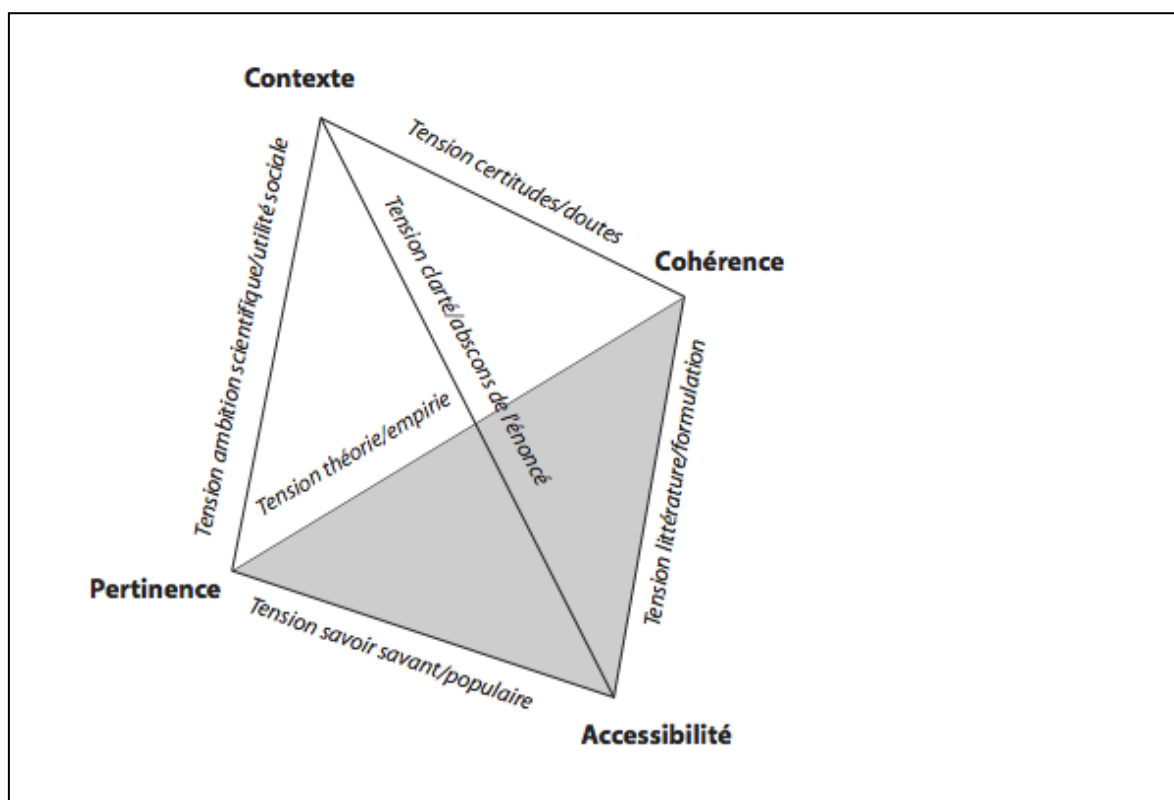 Contexte
Tension certitudes/doutes
Tension ambition scientifique/utilité sociale
Tension clarté/abscons de l'énoncé
Cohérence
Tension théorie/empirie
Tension littérature/formulation
Pertinence
Tension savoir savant/populaire
Accessibilité